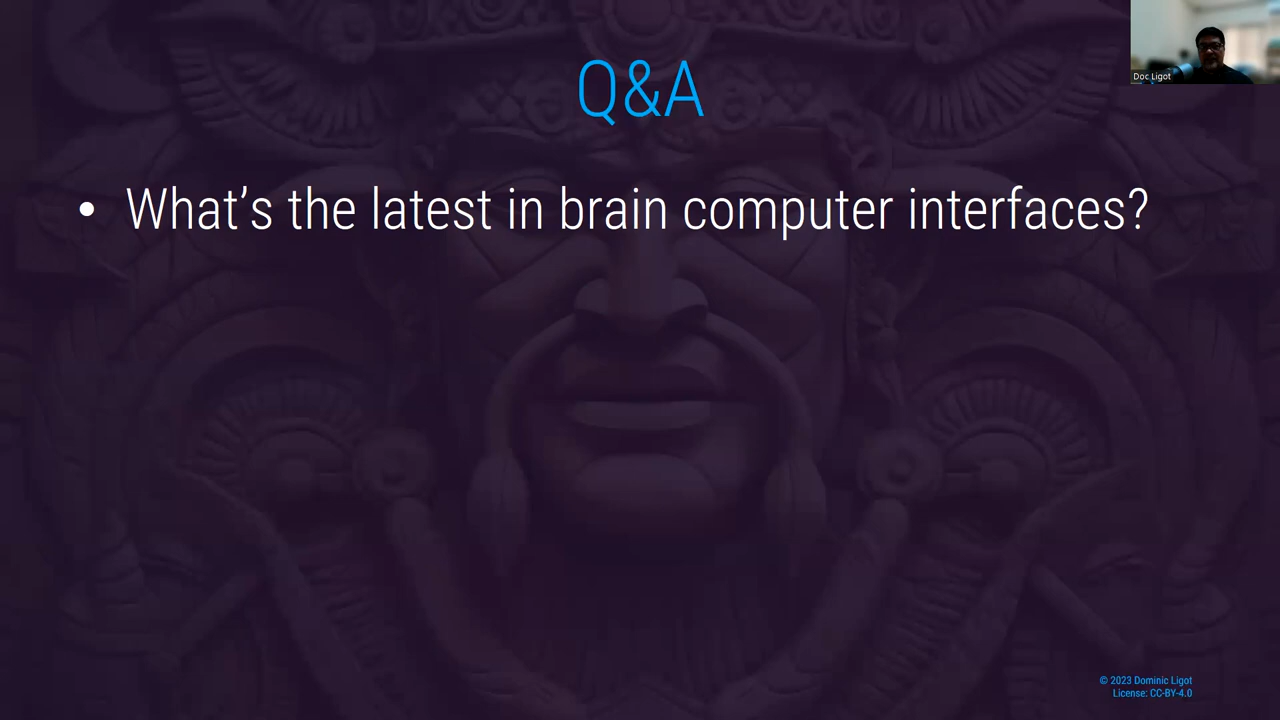 Doc Ligot
Q&A
• What’s the latest in brain computer interfaces?
© 2023 Dominic Ligot
License: CC-BY-4.0